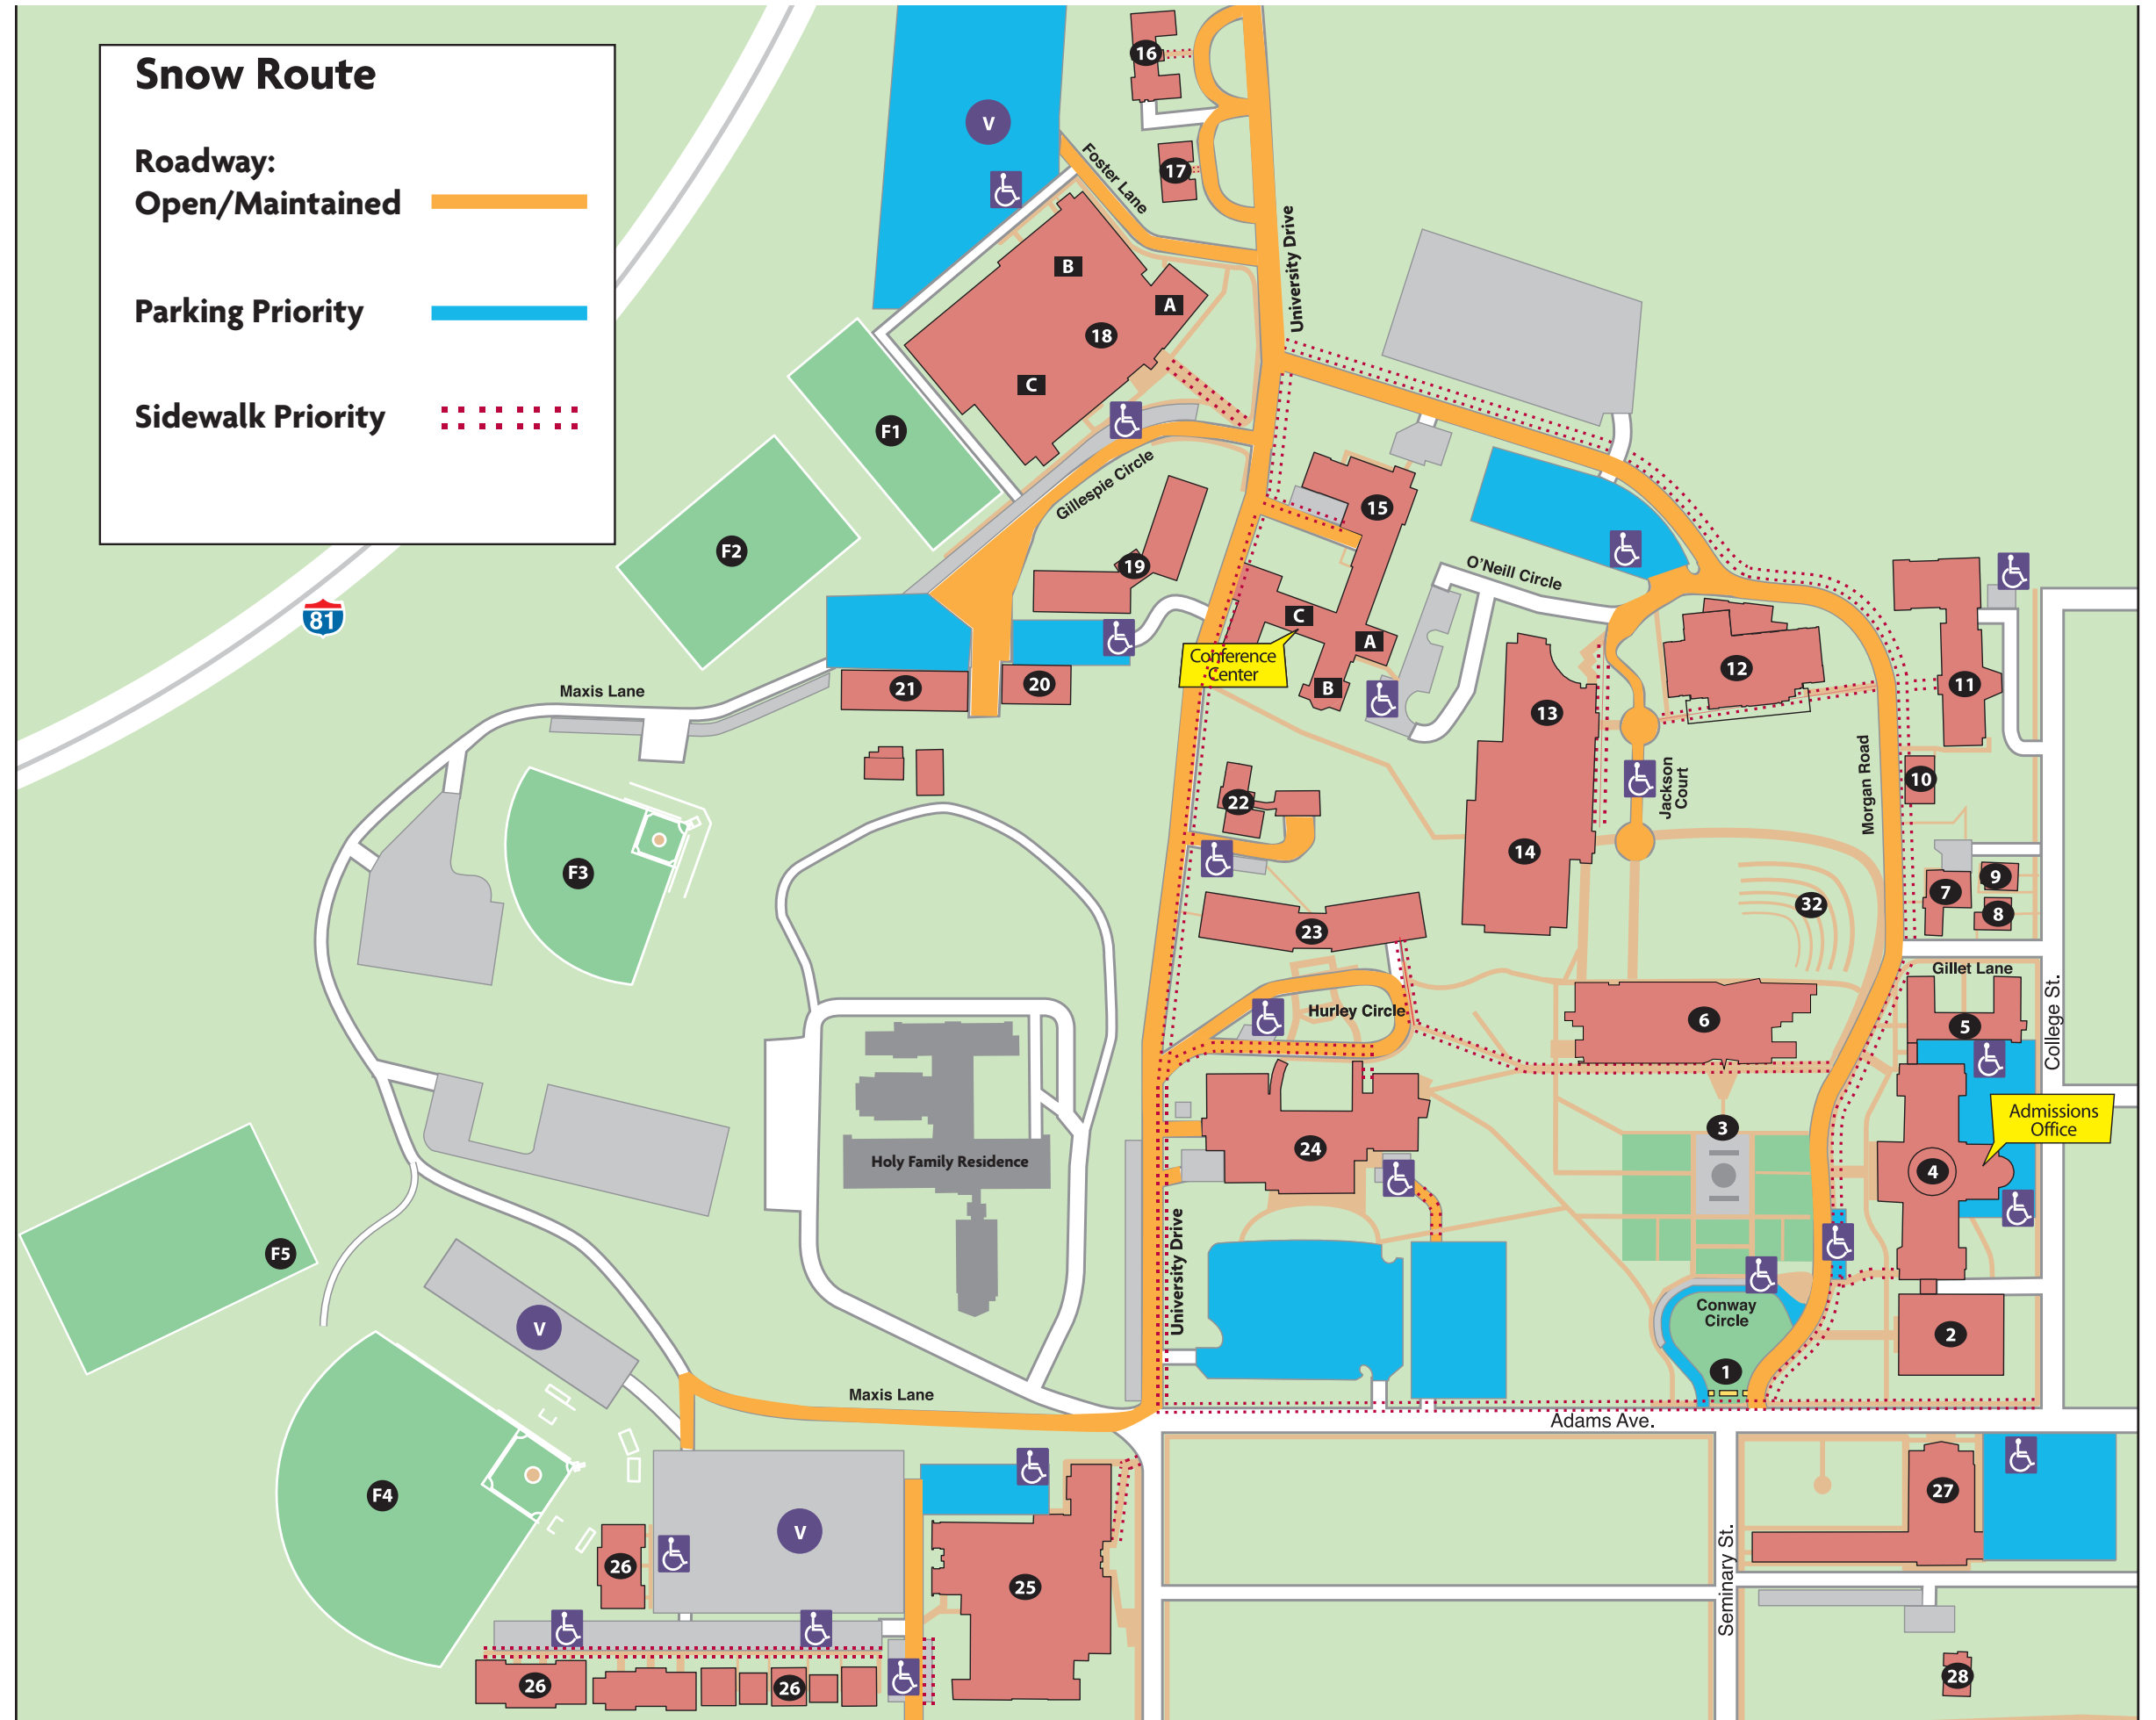 Snow Route
Roadway:
Open/Maintained
Parking Priority
Sidewalk Priority
16
V
17
Foster Lane
University Drive
B
A
18
C
F1
Gillespie Circle
F2
15
19
O'Neill Circle
81
C
A
Conference
Center
B
12
11
21
20
Maxis Lane
13
10
Jackson
Court
Morgan Road
22
F3
14
9
7
8
32
23
Gillet Lane
Hurley Circle
6
5
College St.
Admissions
Office
3
24
Holy Family Residence
4
F5
University Drive
V
Conway
Circle
2
1
Maxis Lane
Adams Ave.
F4
V
27
26
25
Seminary St.
28
26
26